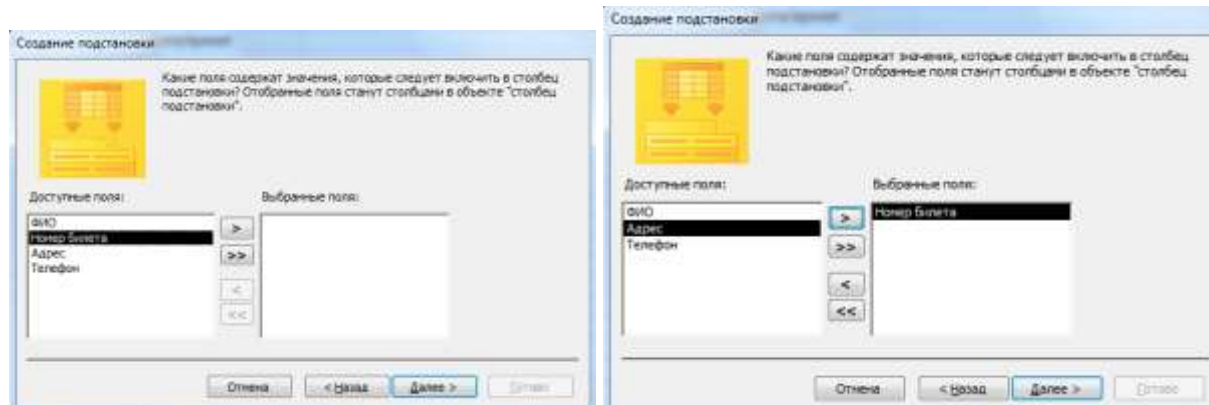 Создание подстановки
Какие поля содержат значения, которые следует включить в столбец
подстановки? Отобранные поля станут столбцами в объекте "столбец
подстановки".
Доступные поля:
Выбранные поля:
ФИО
Номер Билета
Адрес
Телефон
>
>>
<
<<
Отмена
< Назад
Далее >
Готово
Создание подстановки
Какие поля содержат значения, которые следует включить в столбец
подстановки? Отобранные поля станут столбцами в объекте "столбец
подстановки".
Доступные поля:
Выбранные поля:
ФИО
Адрес
Телефон
>
>>
<
<<
Номер Билета
Отмена
< Назад
Далее >
Готово